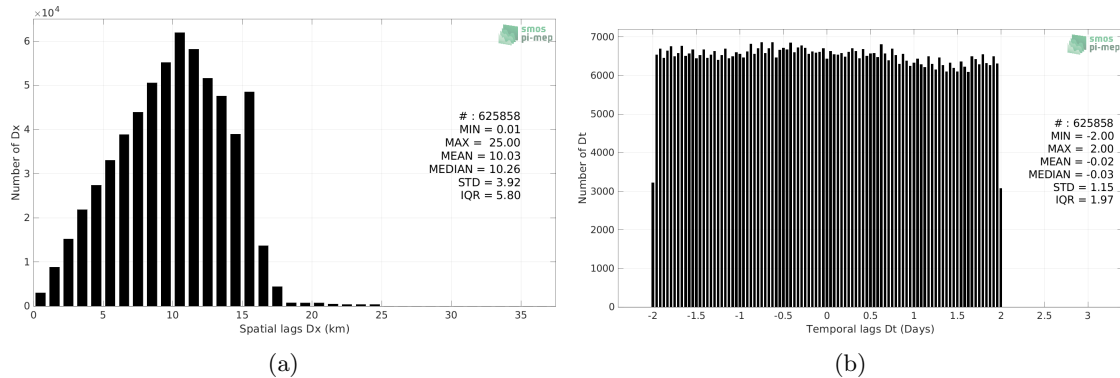 ×10⁴
6
5
4
3
2
1
0
Number of Dx
0 5 10 15 20 25 30 35
Spatial lags Dx (km)
smos
pi-mep
# : 625858
MIN = 0.01
MAX = 25.00
MEAN = 10.03
MEDIAN = 10.26
STD = 3.92
IQR = 5.80
(a)
7000
6000
5000
4000
3000
2000
1000
0
Number of Dt
-2 -1.5 -1 -0.5 0 0.5 1 1.5 2 2.5 3
Temporal lags Dt (Days)
smos
pi-mep
# : 625858
MIN = -2.00
MAX = 2.00
MEAN = -0.02
MEDIAN = -0.03
STD = 1.15
IQR = 1.97
(b)